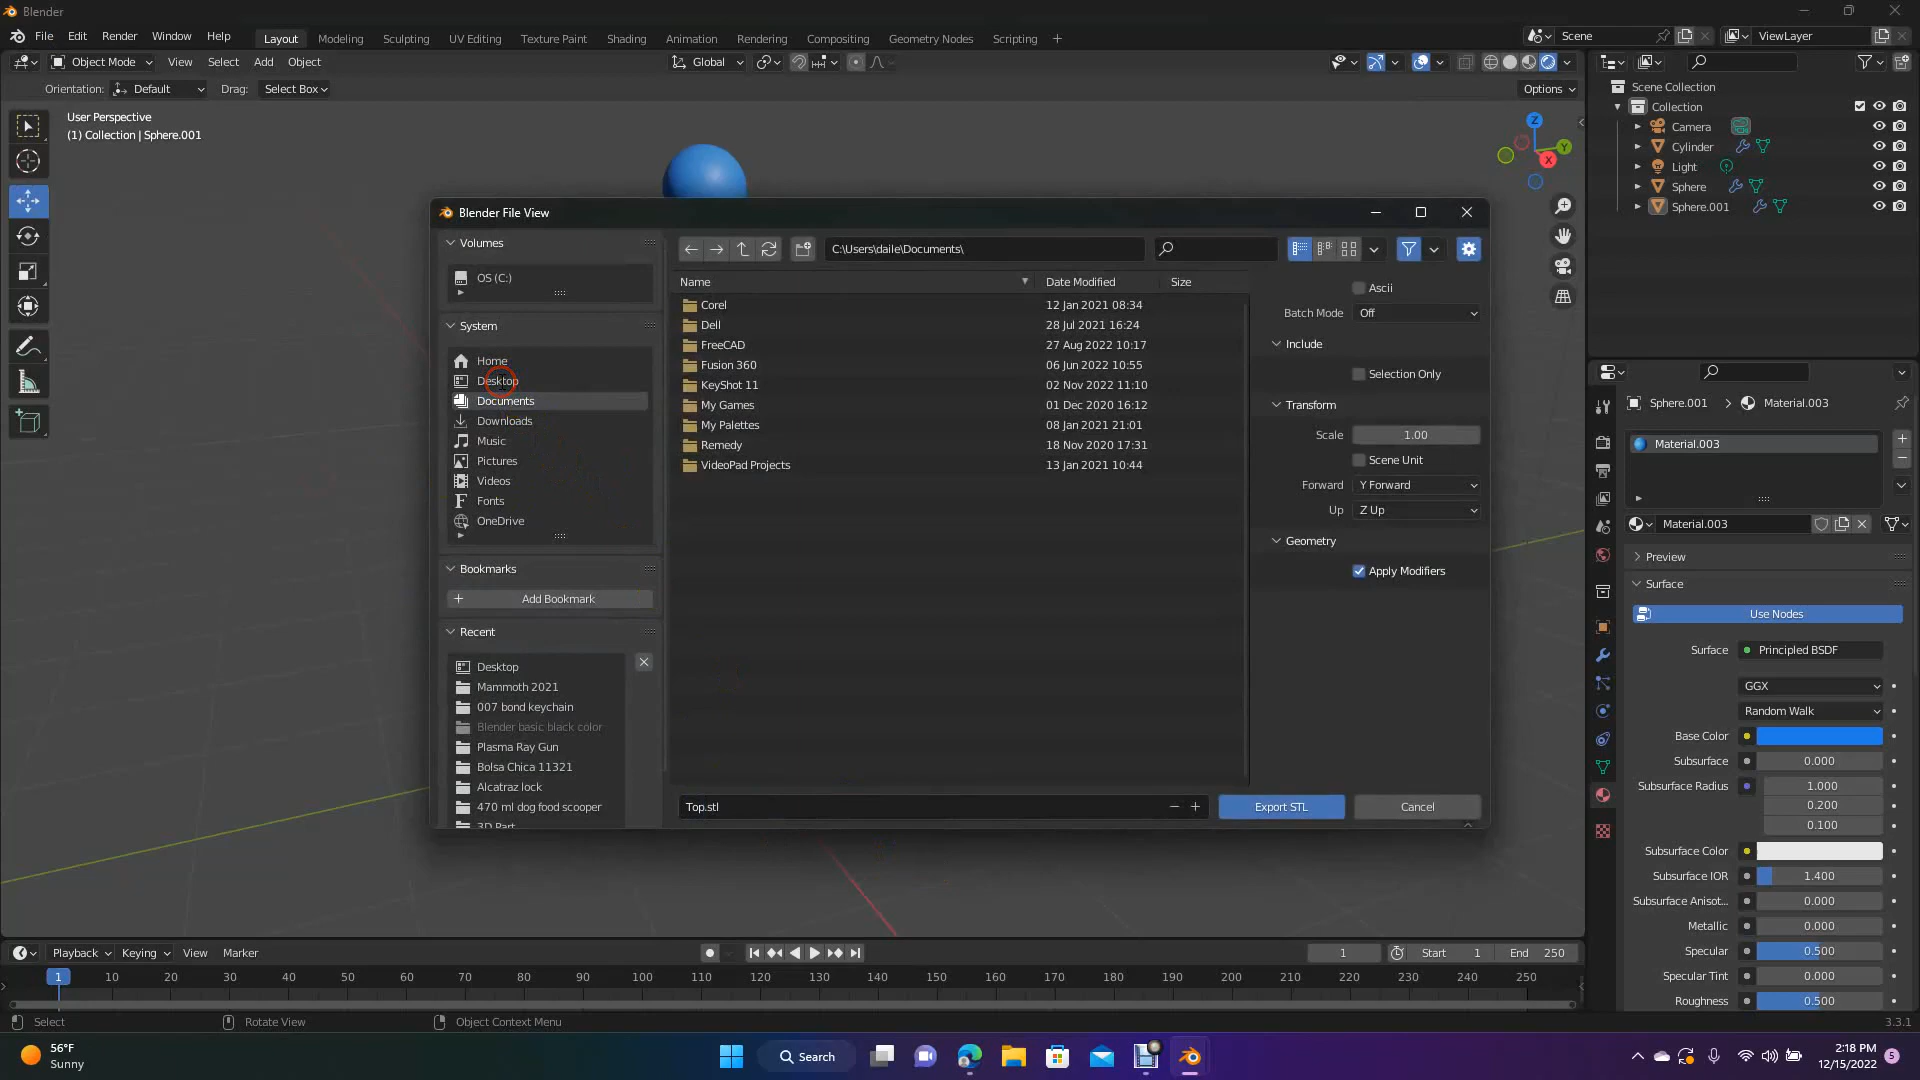 Blender
File Edit Render Window Help Layout Modeling Sculpting UV Editing Texture Paint Shading Animation Rendering Compositing Geometry Nodes Scripting + Scene ViewLayer
Object Mode View Select Add Object Global
Orientation: Default Drag: Select Box Options
User Perspective
(1) Collection | Sphere.001
Z
Y
X
Scene Collection
Collection
Camera
Cylinder
Light
Sphere
Sphere.001
Blender File View
Volumes
OS (C:)
System
Home
Desktop
Documents
Downloads
Music
Pictures
Videos
Fonts
OneDrive
Bookmarks
Add Bookmark
Recent
Desktop
Mammoth 2021
007 bond keychain
Blender basic black color
Plasma Ray Gun
Bolsa Chica 11321
Alcatraz lock
470 ml dog food scooper
3D Part
C:\Users\daile\Documents\
Name Date Modified Size
Corel 12 Jan 2021 08:34
Dell 28 Jul 2021 16:24
FreeCAD 27 Aug 2022 10:17
Fusion 360 06 Jun 2022 10:55
KeyShot 11 02 Nov 2022 11:10
My Games 01 Dec 2020 16:12
My Palettes 08 Jan 2021 21:01
Remedy 18 Nov 2020 17:31
VideoPad Projects 13 Jan 2021 10:44
Ascii
Batch Mode Off
Include
Selection Only
Transform
Scale 1.00
Scene Unit
Forward Y Forward
Up Z Up
Geometry
Apply Modifiers
Top.stl Export STL Cancel
Sphere.001 > Material.003
Material.003
Material.003
Preview
Surface
Use Nodes
Surface Principled BSDF
GGX
Random Walk
Base Color
Subsurface 0.000
Subsurface Radius 1.000
0.200
0.100
Subsurface Color
Subsurface IOR 1.400
Subsurface Anisot... 0.000
Metallic 0.000
Specular 0.500
Specular Tint 0.000
Roughness 0.500
Playback Keying View Marker 1 Start 1 End 250
1 10 20 30 40 50 60 70 80 90 100 110 120 130 140 150 160 170 180 190 200 210 220 230 240 250
Select Rotate View Object Context Menu 3.3.1
56°F
Sunny
Search
2:18 PM
12/15/2022
5